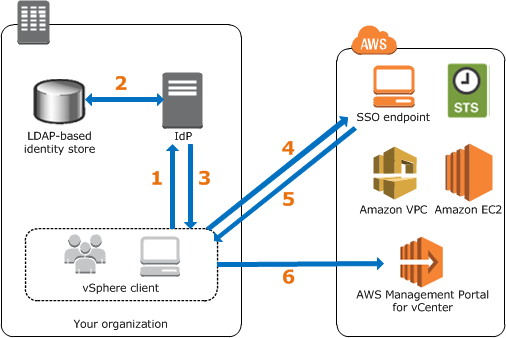 AWS
2
LDAP-based
identity store
IdP
1
3
4
5
SSO endpoint
STS
Amazon VPC
Amazon EC2
vSphere client
6
AWS Management Portal
for vCenter
Your organization